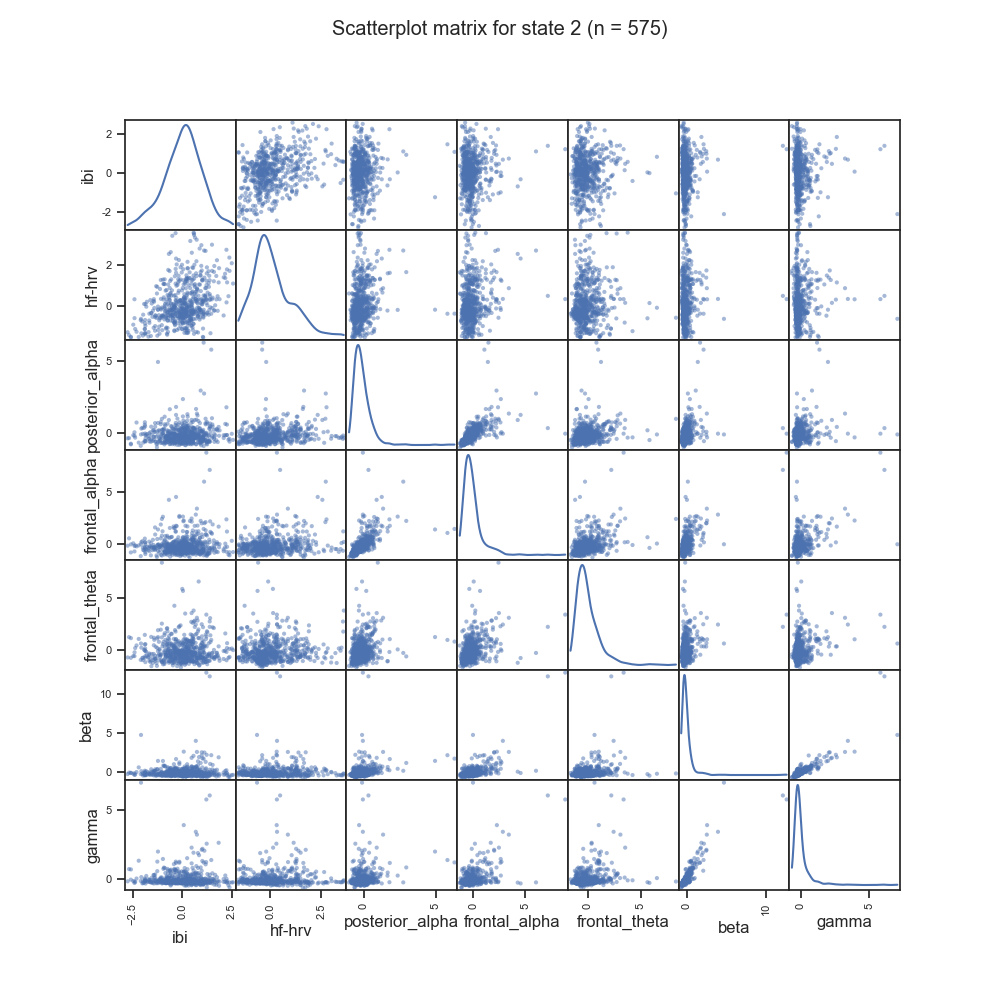 Scatterplot matrix for state 2 (n = 575)
ibi
2
0
-2
hf-hrv
2
0
posterior_alpha
5
0
frontal_alpha
5
0
frontal_theta
5
0
beta
10
5
0
gamma
5
0
−2.5
0.0
2.5
0.0
2.5
0
5
0
5
0
5
0
10
0
5
ibi
hf-hrv
posterior_alpha
frontal_alpha
frontal_theta
beta
gamma